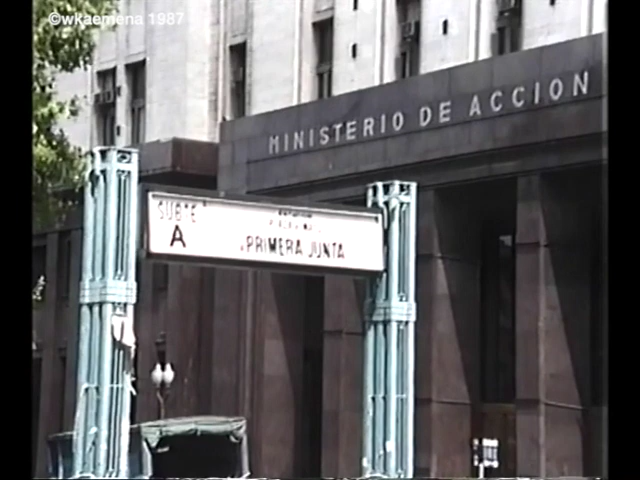 ©wkaemena 1987
MINISTERIO DE ACCION
SUBTE
A
PRIMERA JUNTA